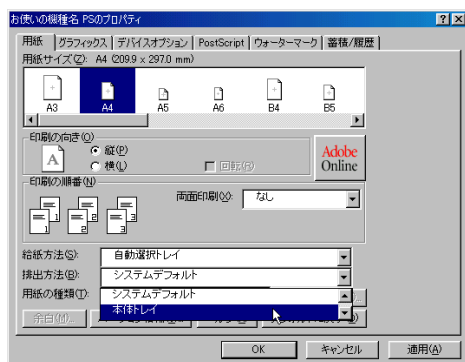 お使いの機種名 PSのプロパティ
用紙 グラフィックス デバイスオプション PostScript ウォーターマーク 蓄積/履歴
用紙サイズ(Z): A4 (209.9 x 297.0 mm)
A3 A4 A5 A6 B4 B5
印刷の向き(O)
A
縦(P)
横(L)
回転(R)
Adobe
Online
印刷の順番(N)
1 1 2 1 2 3
両面印刷(X): なし
給紙方法(S): 自動選択トレイ
排出方法(B): システムデフォルト
用紙の種類(T): システムデフォルト
本体トレイ
余白(M)...
OK キャンセル 適用(A)